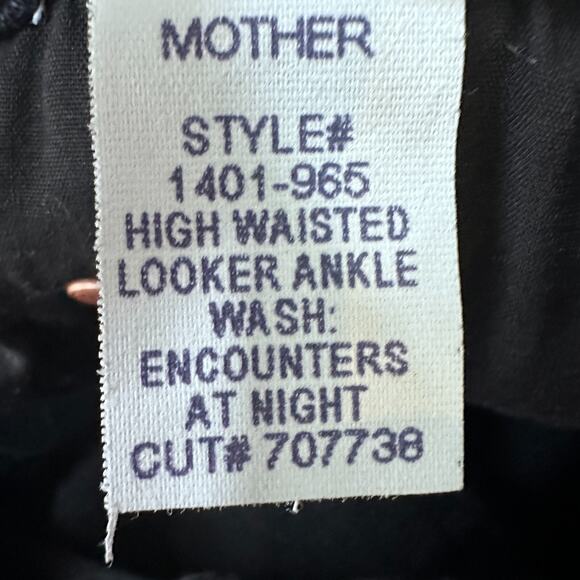 MOTHER
STYLE#
1401-965
HIGH WAISTED
LOOKER ANKLE
WASH:
ENCOUNTERS
AT NIGHT
CUT# 707738